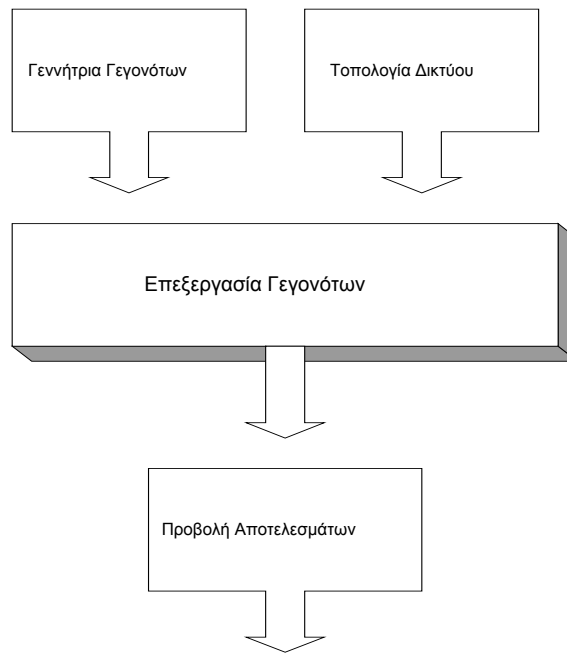 Γεννήτρια Γεγονότων
Τοπολογία Δικτύου
Επεξεργασία Γεγονότων
Προβολή Αποτελεσμάτων